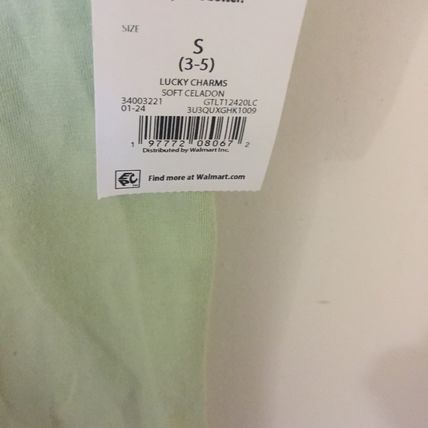 SIZE
S
(3-5)
LUCKY CHARMS
SOFT CELADON
34003221 GTLT12420LC
01-24 3U3QUXGHK1009
1 97772 08067 2
Distributed by Walmart Inc.
Find more at Walmart.com